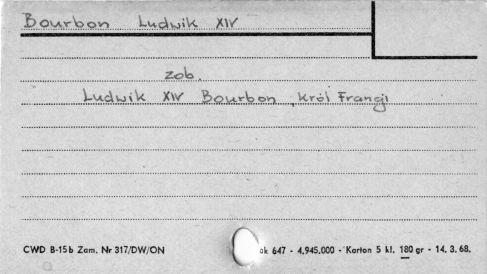 Bourbon Ludwik XIV
zob.
Ludwik XIV Bourbon, król Francji
CWD B-15b Zam. Nr 317/DW/ON ok 647 - 4.945.000 - Karton 5 kl. 180 gr - 14. 3. 68.